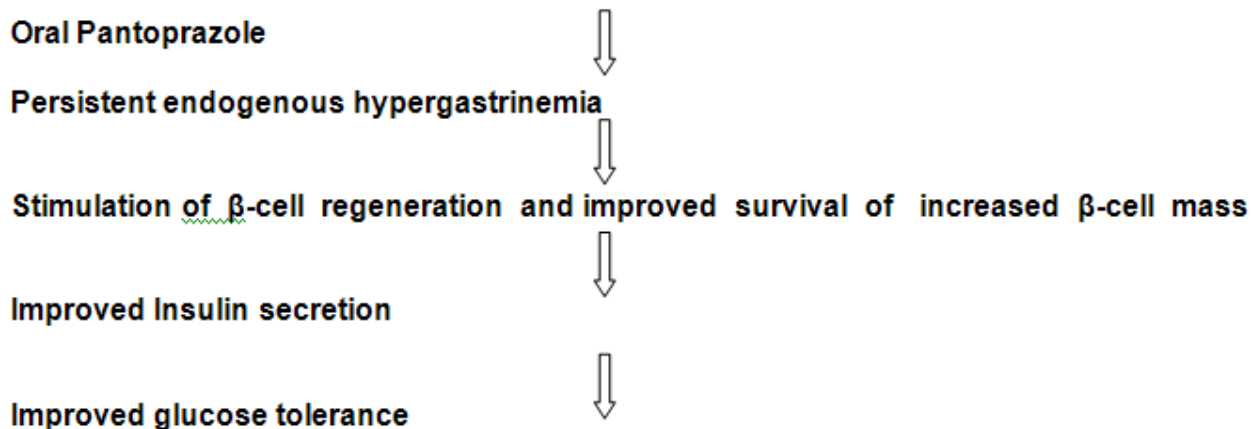 Oral Pantoprazole
Persistent endogenous hypergastrinemia
Stimulation of β-cell regeneration and improved survival of increased β-cell mass
Improved Insulin secretion
Improved glucose tolerance